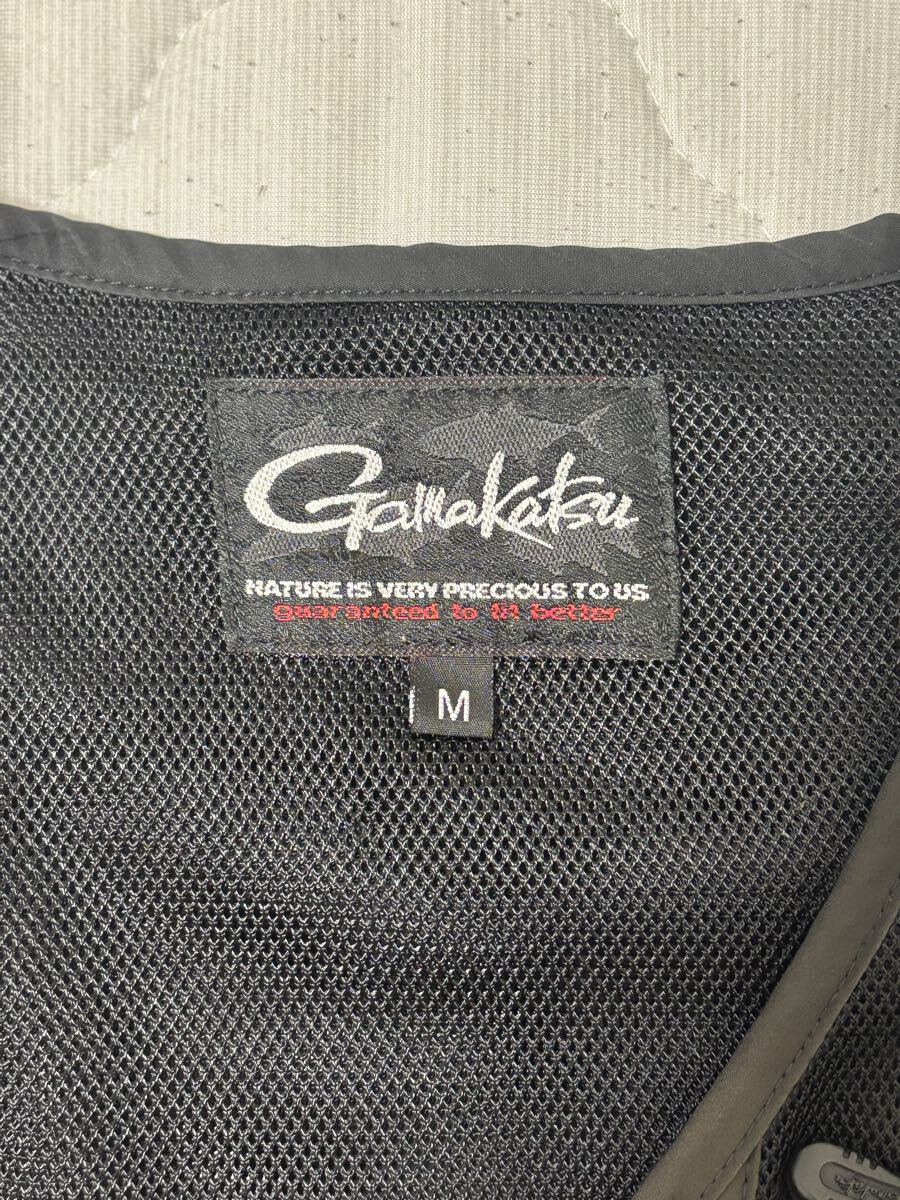 Gamakatsu
NATURE IS VERY PRECIOUS TO US
guaranteed to fit better
M